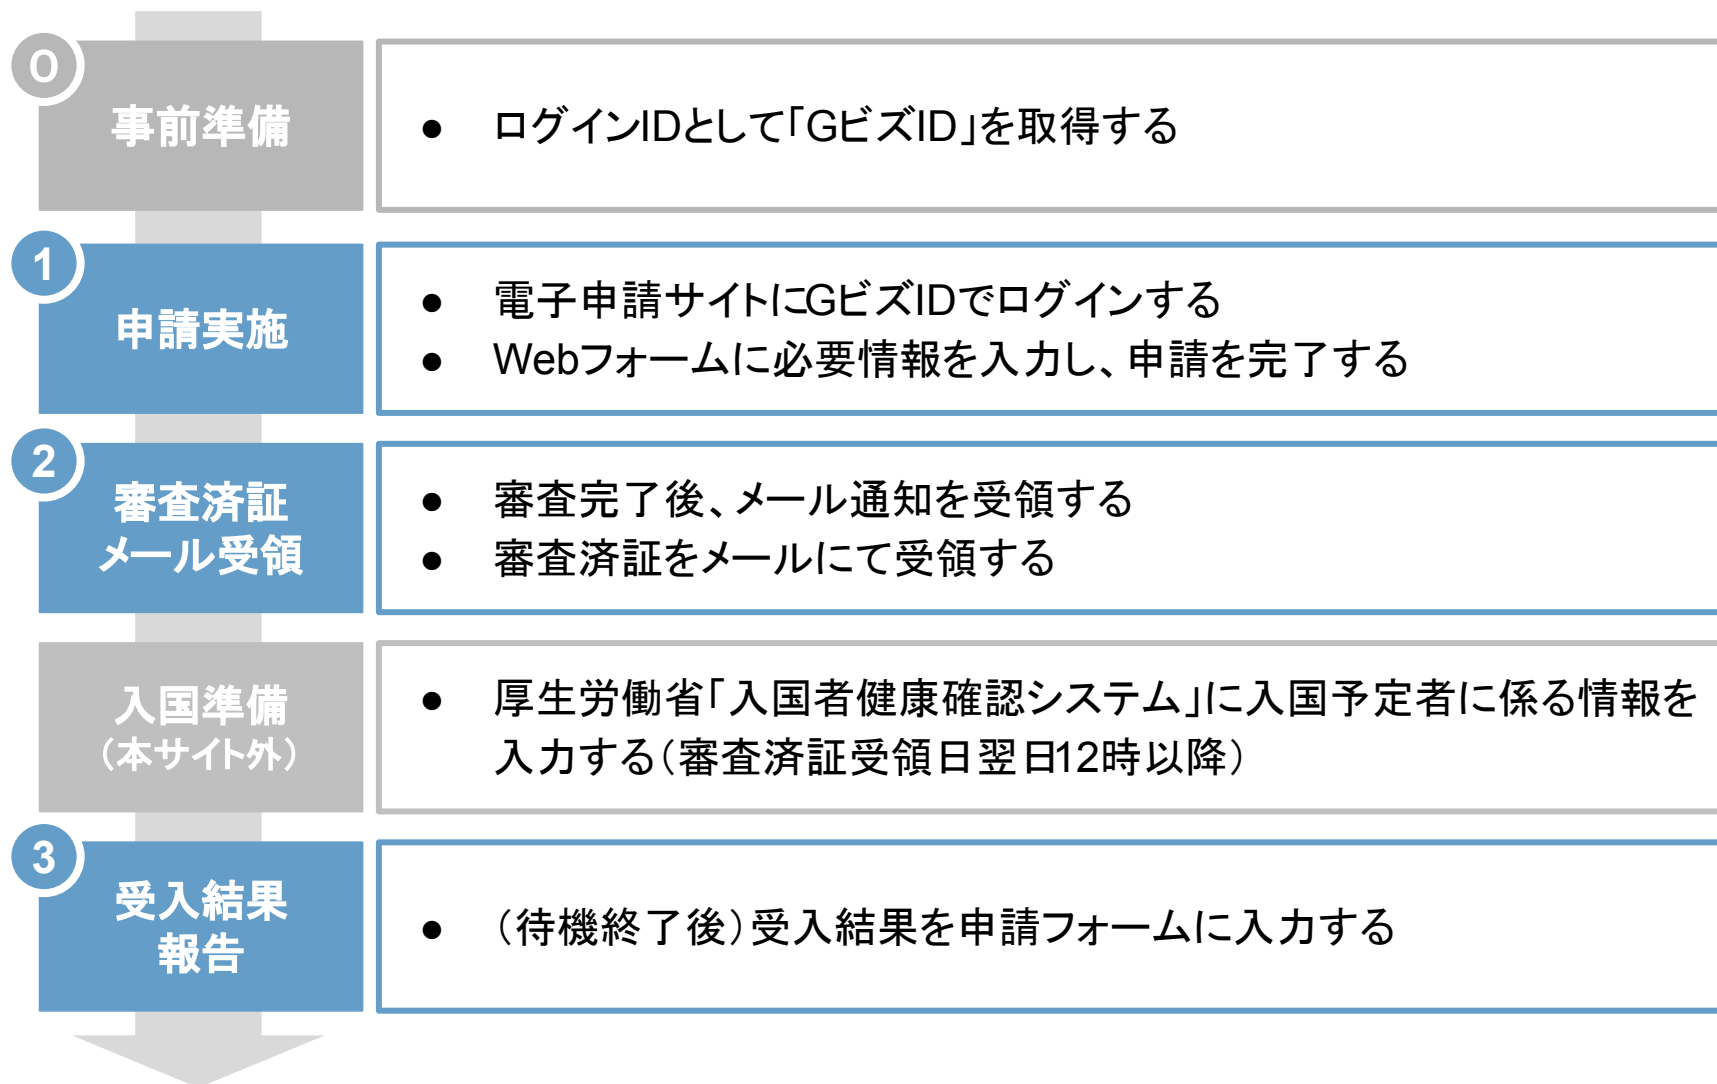 0
事前準備
● ログインIDとして「GビズID」を取得する
1
申請実施
● 電子申請サイトにGビズIDでログインする
● Webフォームに必要情報を入力し、申請を完了する
2
審査済証
メール受領
● 審査完了後、メール通知を受領する
● 審査済証をメールにて受領する
入国準備
（本サイト外）
● 厚生労働省「入国者健康確認システム」に入国予定者に係る情報を
入力する（審査済証受領日翌日12時以降）
3
受入結果
報告
● （待機終了後）受入結果を申請フォームに入力する